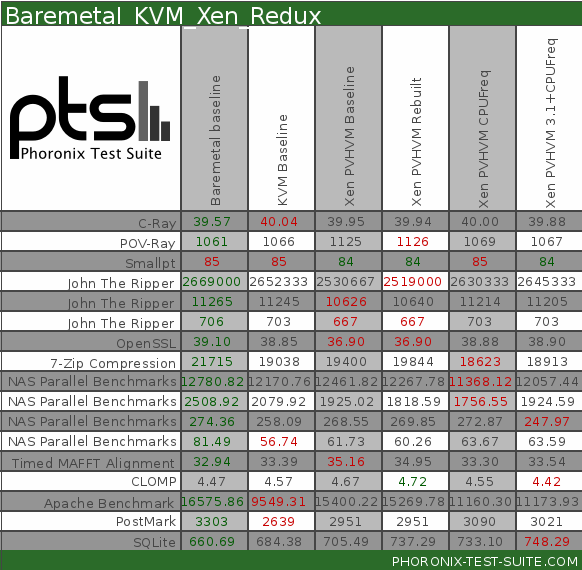 Baremetal_KVM_Xen_Redux
pts
Phoronix Test Suite
Baremetal baseline
KVM Baseline
Xen PVHVM Baseline
Xen PVHVM Rebuilt
Xen PVHVM CPUFreq
Xen PVHVM 3.1+CPUFreq
C-Ray 39.57 40.04 39.95 39.94 40.00 39.88
POV-Ray 1061 1066 1125 1126 1069 1067
Smallpt 85 85 84 84 85 84
John The Ripper 2669000 2652333 2530667 2519000 2630333 2645333
John The Ripper 11265 11245 10626 10640 11214 11205
John The Ripper 706 703 667 667 703 703
OpenSSL 39.10 38.85 36.90 36.90 38.88 38.90
7-Zip Compression 21715 19038 19400 19844 18623 18913
NAS Parallel Benchmarks 12780.82 12170.76 12461.82 12267.78 11368.12 12057.44
NAS Parallel Benchmarks 2508.92 2079.92 1925.02 1818.59 1756.55 1924.59
NAS Parallel Benchmarks 274.36 258.09 268.55 269.85 272.87 247.97
NAS Parallel Benchmarks 81.49 56.74 61.73 60.26 63.67 63.59
Timed MAFFT Alignment 32.94 33.39 35.16 34.95 33.30 33.54
CLOMP 4.47 4.57 4.67 4.72 4.55 4.42
Apache Benchmark 16575.86 9549.31 15400.22 15269.78 11160.30 11173.93
PostMark 3303 2639 2951 2951 3090 3021
SQLite 660.69 684.38 705.49 737.29 733.10 748.29
PHORONIX-TEST-SUITE.COM